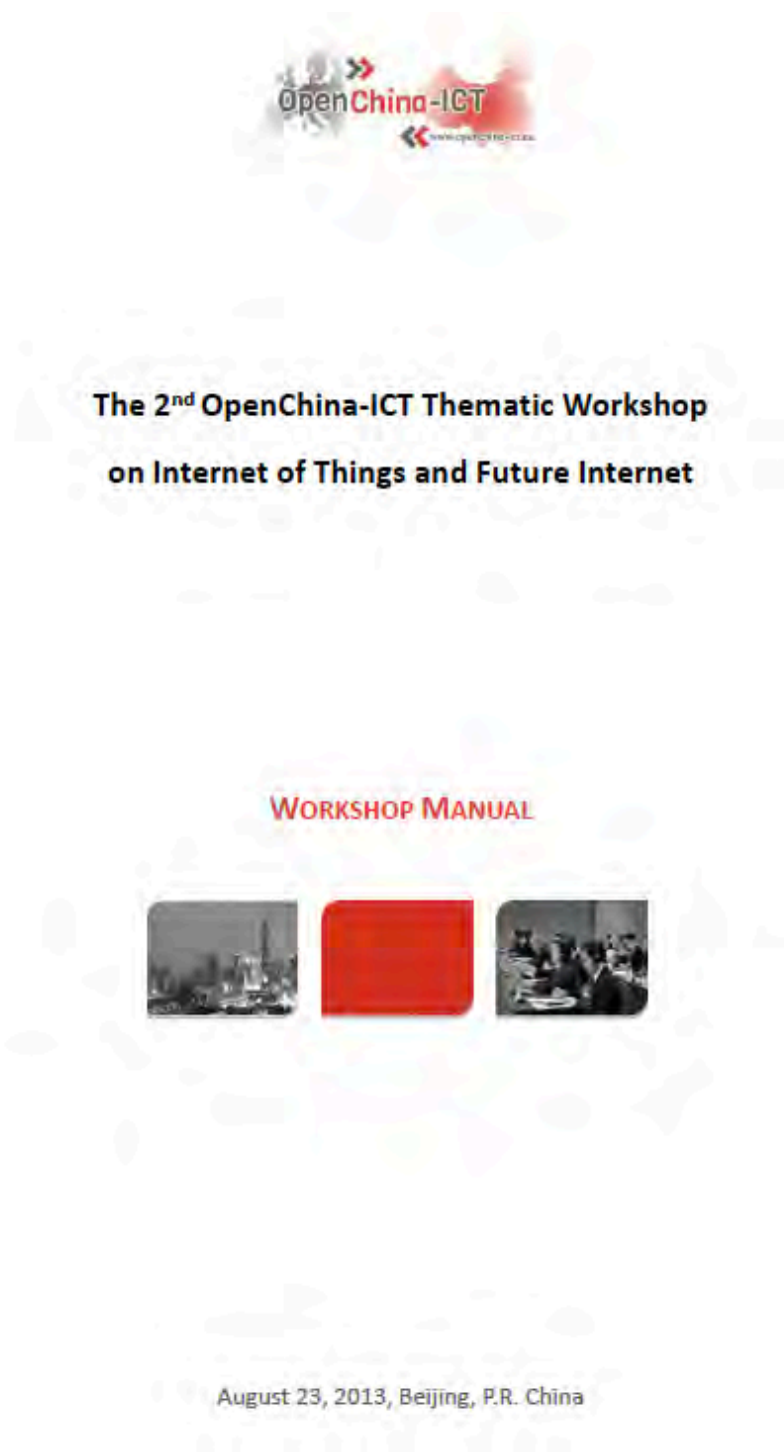 OpenChina-ICT
The 2nd OpenChina-ICT Thematic Workshop
on Internet of Things and Future Internet
WORKSHOP MANUAL
August 23, 2013, Beijing, P.R. China